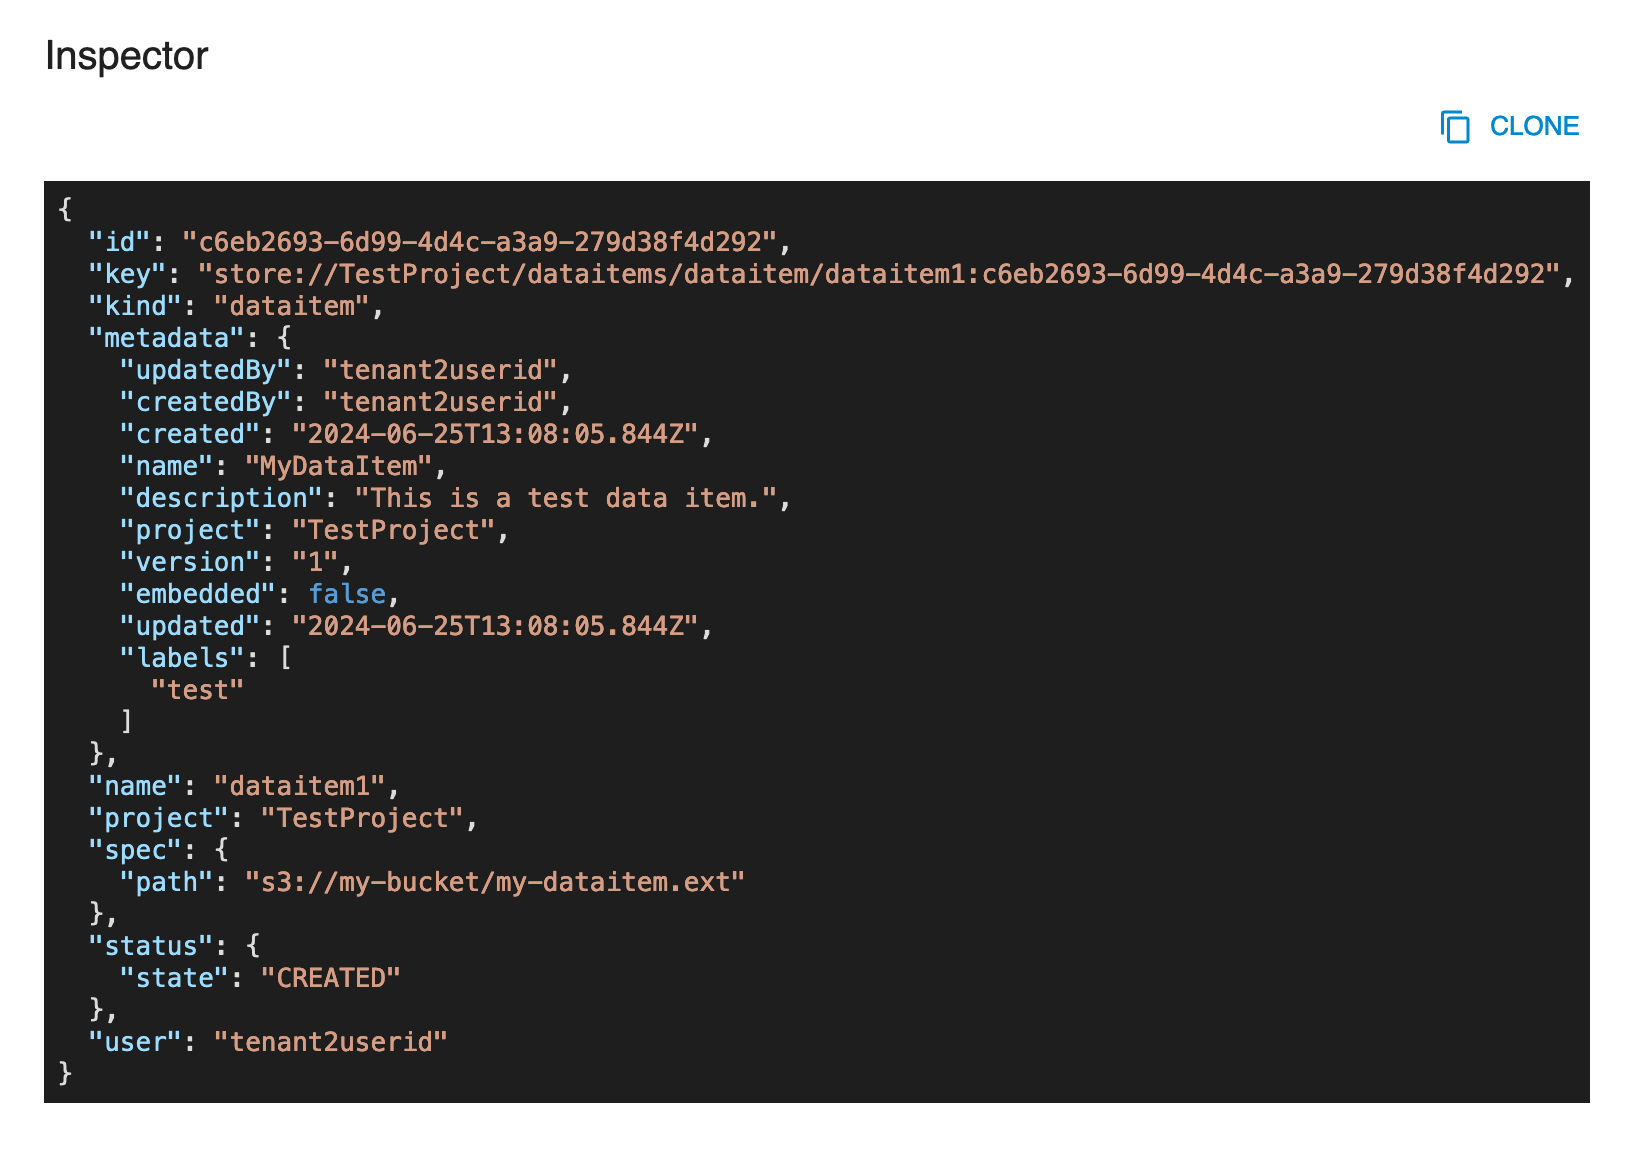 Inspector
CLONE
{
  "id": "c6eb2693-6d99-4d4c-a3a9-279d38f4d292",
  "key": "store://TestProject/dataitems/dataitem/dataitem1:c6eb2693-6d99-4d4c-a3a9-279d38f4d292",
  "kind": "dataitem",
  "metadata": {
    "updatedBy": "tenant2userid",
    "createdBy": "tenant2userid",
    "created": "2024-06-25T13:08:05.844Z",
    "name": "MyDataItem",
    "description": "This is a test data item.",
    "project": "TestProject",
    "version": "1",
    "embedded": false,
    "updated": "2024-06-25T13:08:05.844Z",
    "labels": [
      "test"
    ]
  },
  "name": "dataitem1",
  "project": "TestProject",
  "spec": {
    "path": "s3://my-bucket/my-dataitem.ext"
  },
  "status": {
    "state": "CREATED"
  },
  "user": "tenant2userid"
}